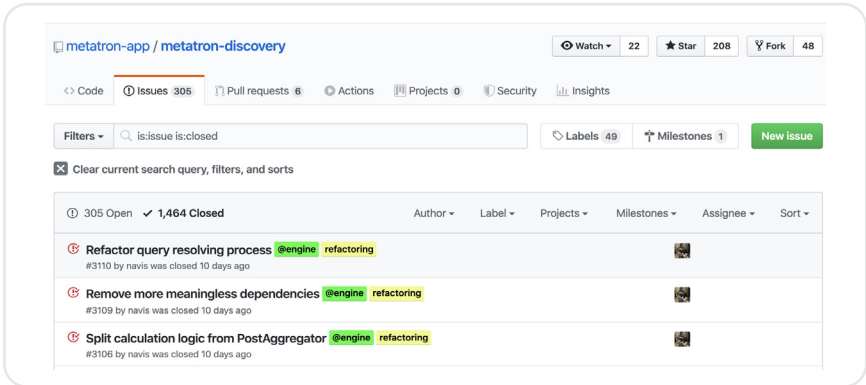 metatron-app / metatron-discovery Watch 22 Star 208 Fork 48
Code Issues 305 Pull requests 6 Actions Projects 0 Security Insights
Filters is:issue is:closed Labels 49 Milestones 1 New issue
Clear current search query, filters, and sorts
305 Open 1,464 Closed Author Label Projects Milestones Assignee Sort
Refactor query resolving process @engine refactoring
#3110 by navis was closed 10 days ago
Remove more meaningless dependencies @engine refactoring
#3109 by navis was closed 10 days ago
Split calculation logic from PostAggregator @engine refactoring
#3106 by navis was closed 10 days ago